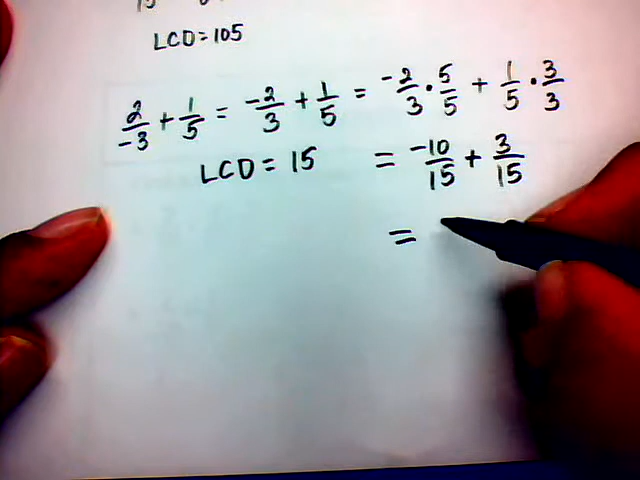 LCD=105
2/-3 + 1/5 = -2/3 + 1/5 = -2/3 · 5/5 + 1/5 · 3/3
LCD = 15 = -10/15 + 3/15
=